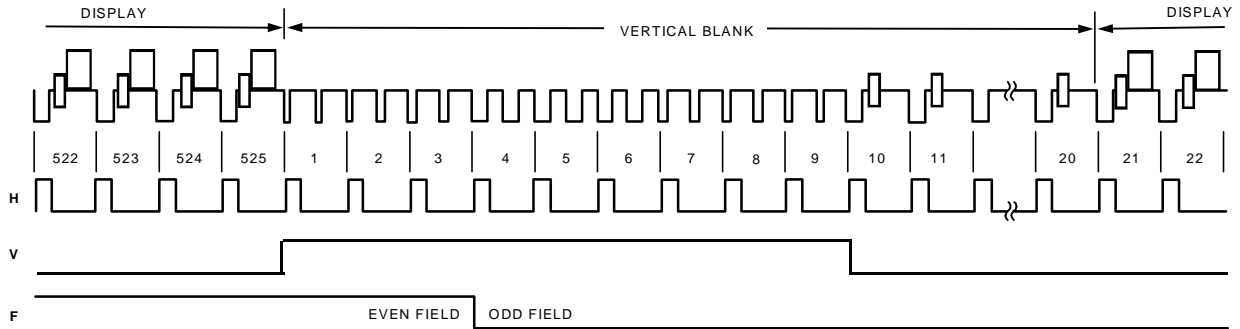 DISPLAY
VERTICAL BLANK
DISPLAY
522 523 524 525 1 2 3 4 5 6 7 8 9 10 11 20 21 22
H
V
F
EVEN FIELD ODD FIELD